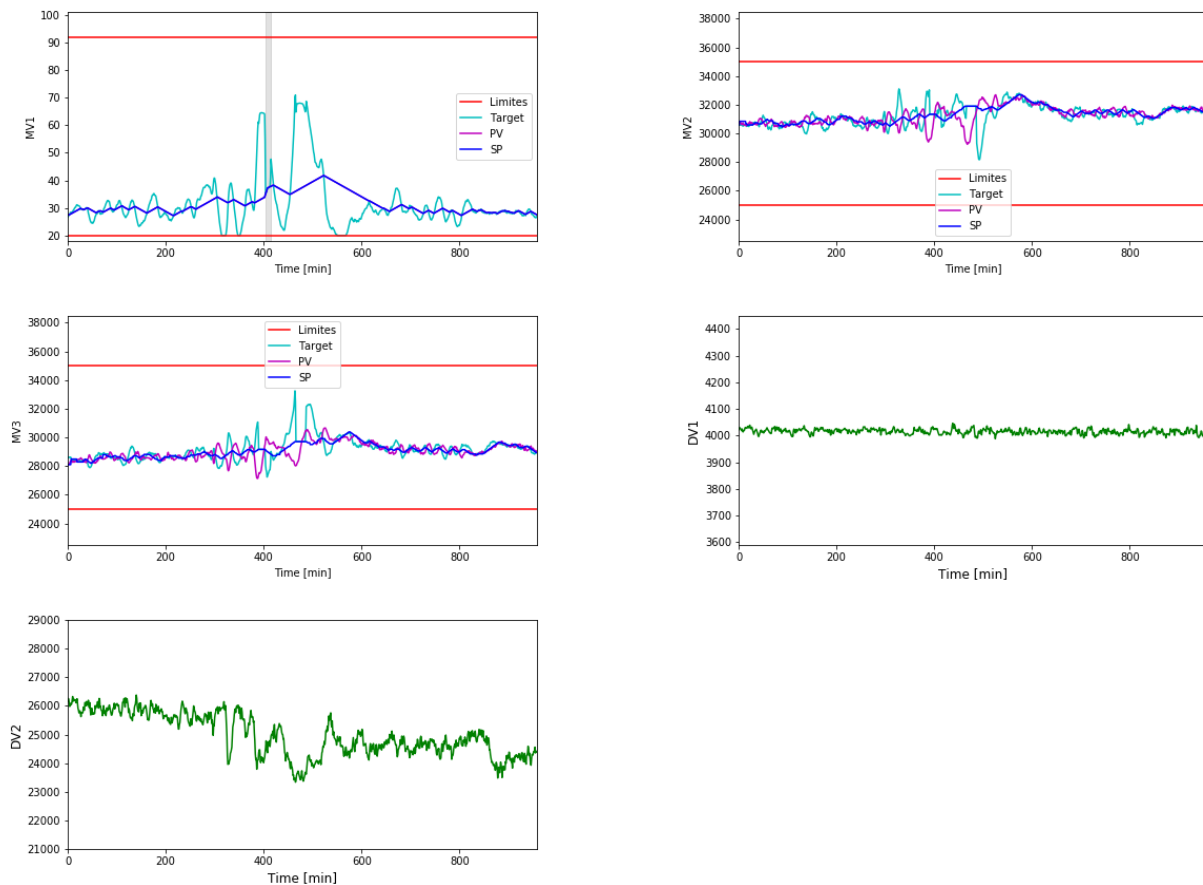 100
90
80
70
60
50
40
30
20
MV1
0 200 400 600 800
Time [min]
Limites
Target
PV
SP
38000
36000
34000
32000
30000
28000
26000
24000
MV2
0 200 400 600 800
Time [min]
Limites
Target
PV
SP
38000
36000
34000
32000
30000
28000
26000
24000
MV3
0 200 400 600 800
Time [min]
Limites
Target
PV
SP
4400
4300
4200
4100
4000
3900
3800
3700
3600
DV1
0 200 400 600 800
Time [min]
29000
28000
27000
26000
25000
24000
23000
22000
21000
DV2
0 200 400 600 800
Time [min]